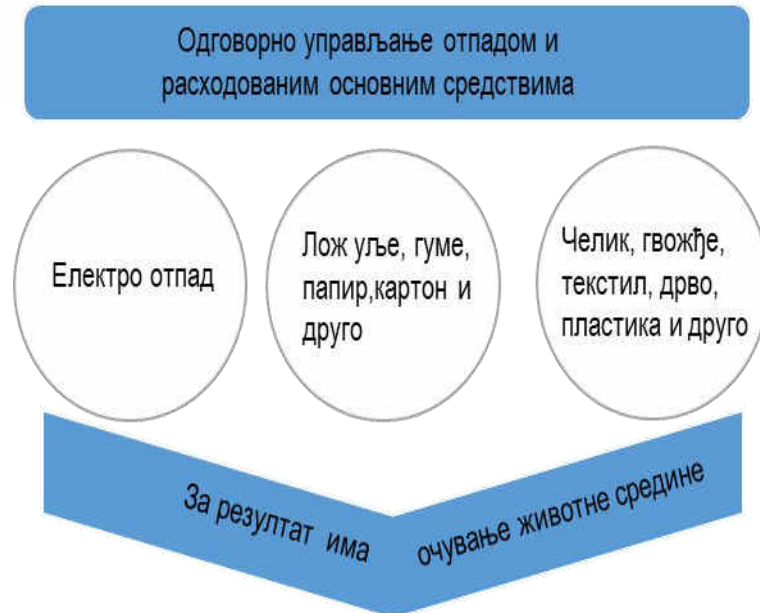 Одговорно управљање отпадом и
расходованим основним средствима
Електро отпад
Лож уље, гуме,
папир,картон и
друго
Челик, гвожђе,
текстил, дрво,
пластика и друго
За резултат има
очување животне средине